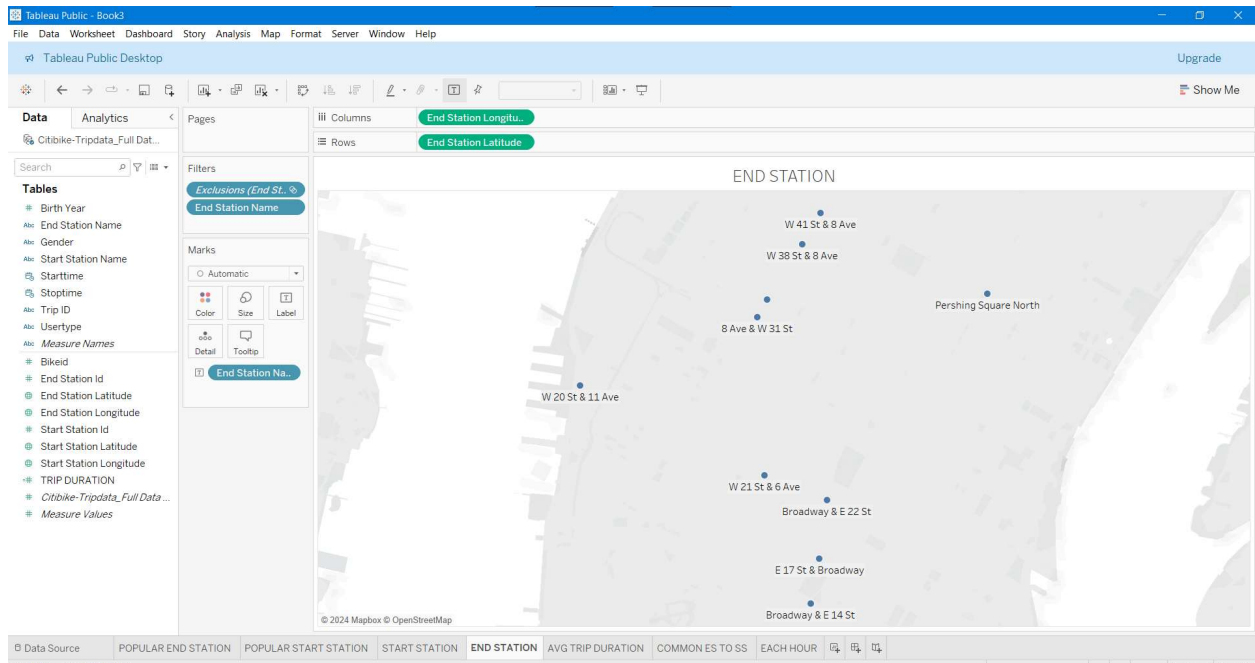 Tableau Public - Book3
File Data Worksheet Dashboard Story Analysis Map Format Server Window Help
Tableau Public Desktop
Upgrade
Show Me
Data Analytics
Citibike-Tripdata_Full Dat...
Search
Tables
# Birth Year
Abc End Station Name
Abc Gender
Abc Start Station Name
Starttime
Stoptime
Abc Trip ID
Abc Usertype
Abc Measure Names
# Bikeid
# End Station Id
End Station Latitude
End Station Longitude
# Start Station Id
Start Station Latitude
Start Station Longitude
=# TRIP DURATION
# Citibike-Tripdata_Full Data ...
# Measure Values
Pages
Filters
Exclusions (End St..
End Station Name
Marks
Automatic
Color Size Label
Detail Tooltip
T End Station Na..
iii Columns End Station Longitu..
Rows End Station Latitude
END STATION
W 41 St & 8 Ave
W 38 St & 8 Ave
Pershing Square North
8 Ave & W 31 St
W 20 St & 11 Ave
W 21 St & 6 Ave
Broadway & E 22 St
E 17 St & Broadway
Broadway & E 14 St
© 2024 Mapbox © OpenStreetMap
Data Source POPULAR END STATION POPULAR START STATION START STATION END STATION AVG TRIP DURATION COMMON ES TO SS EACH HOUR